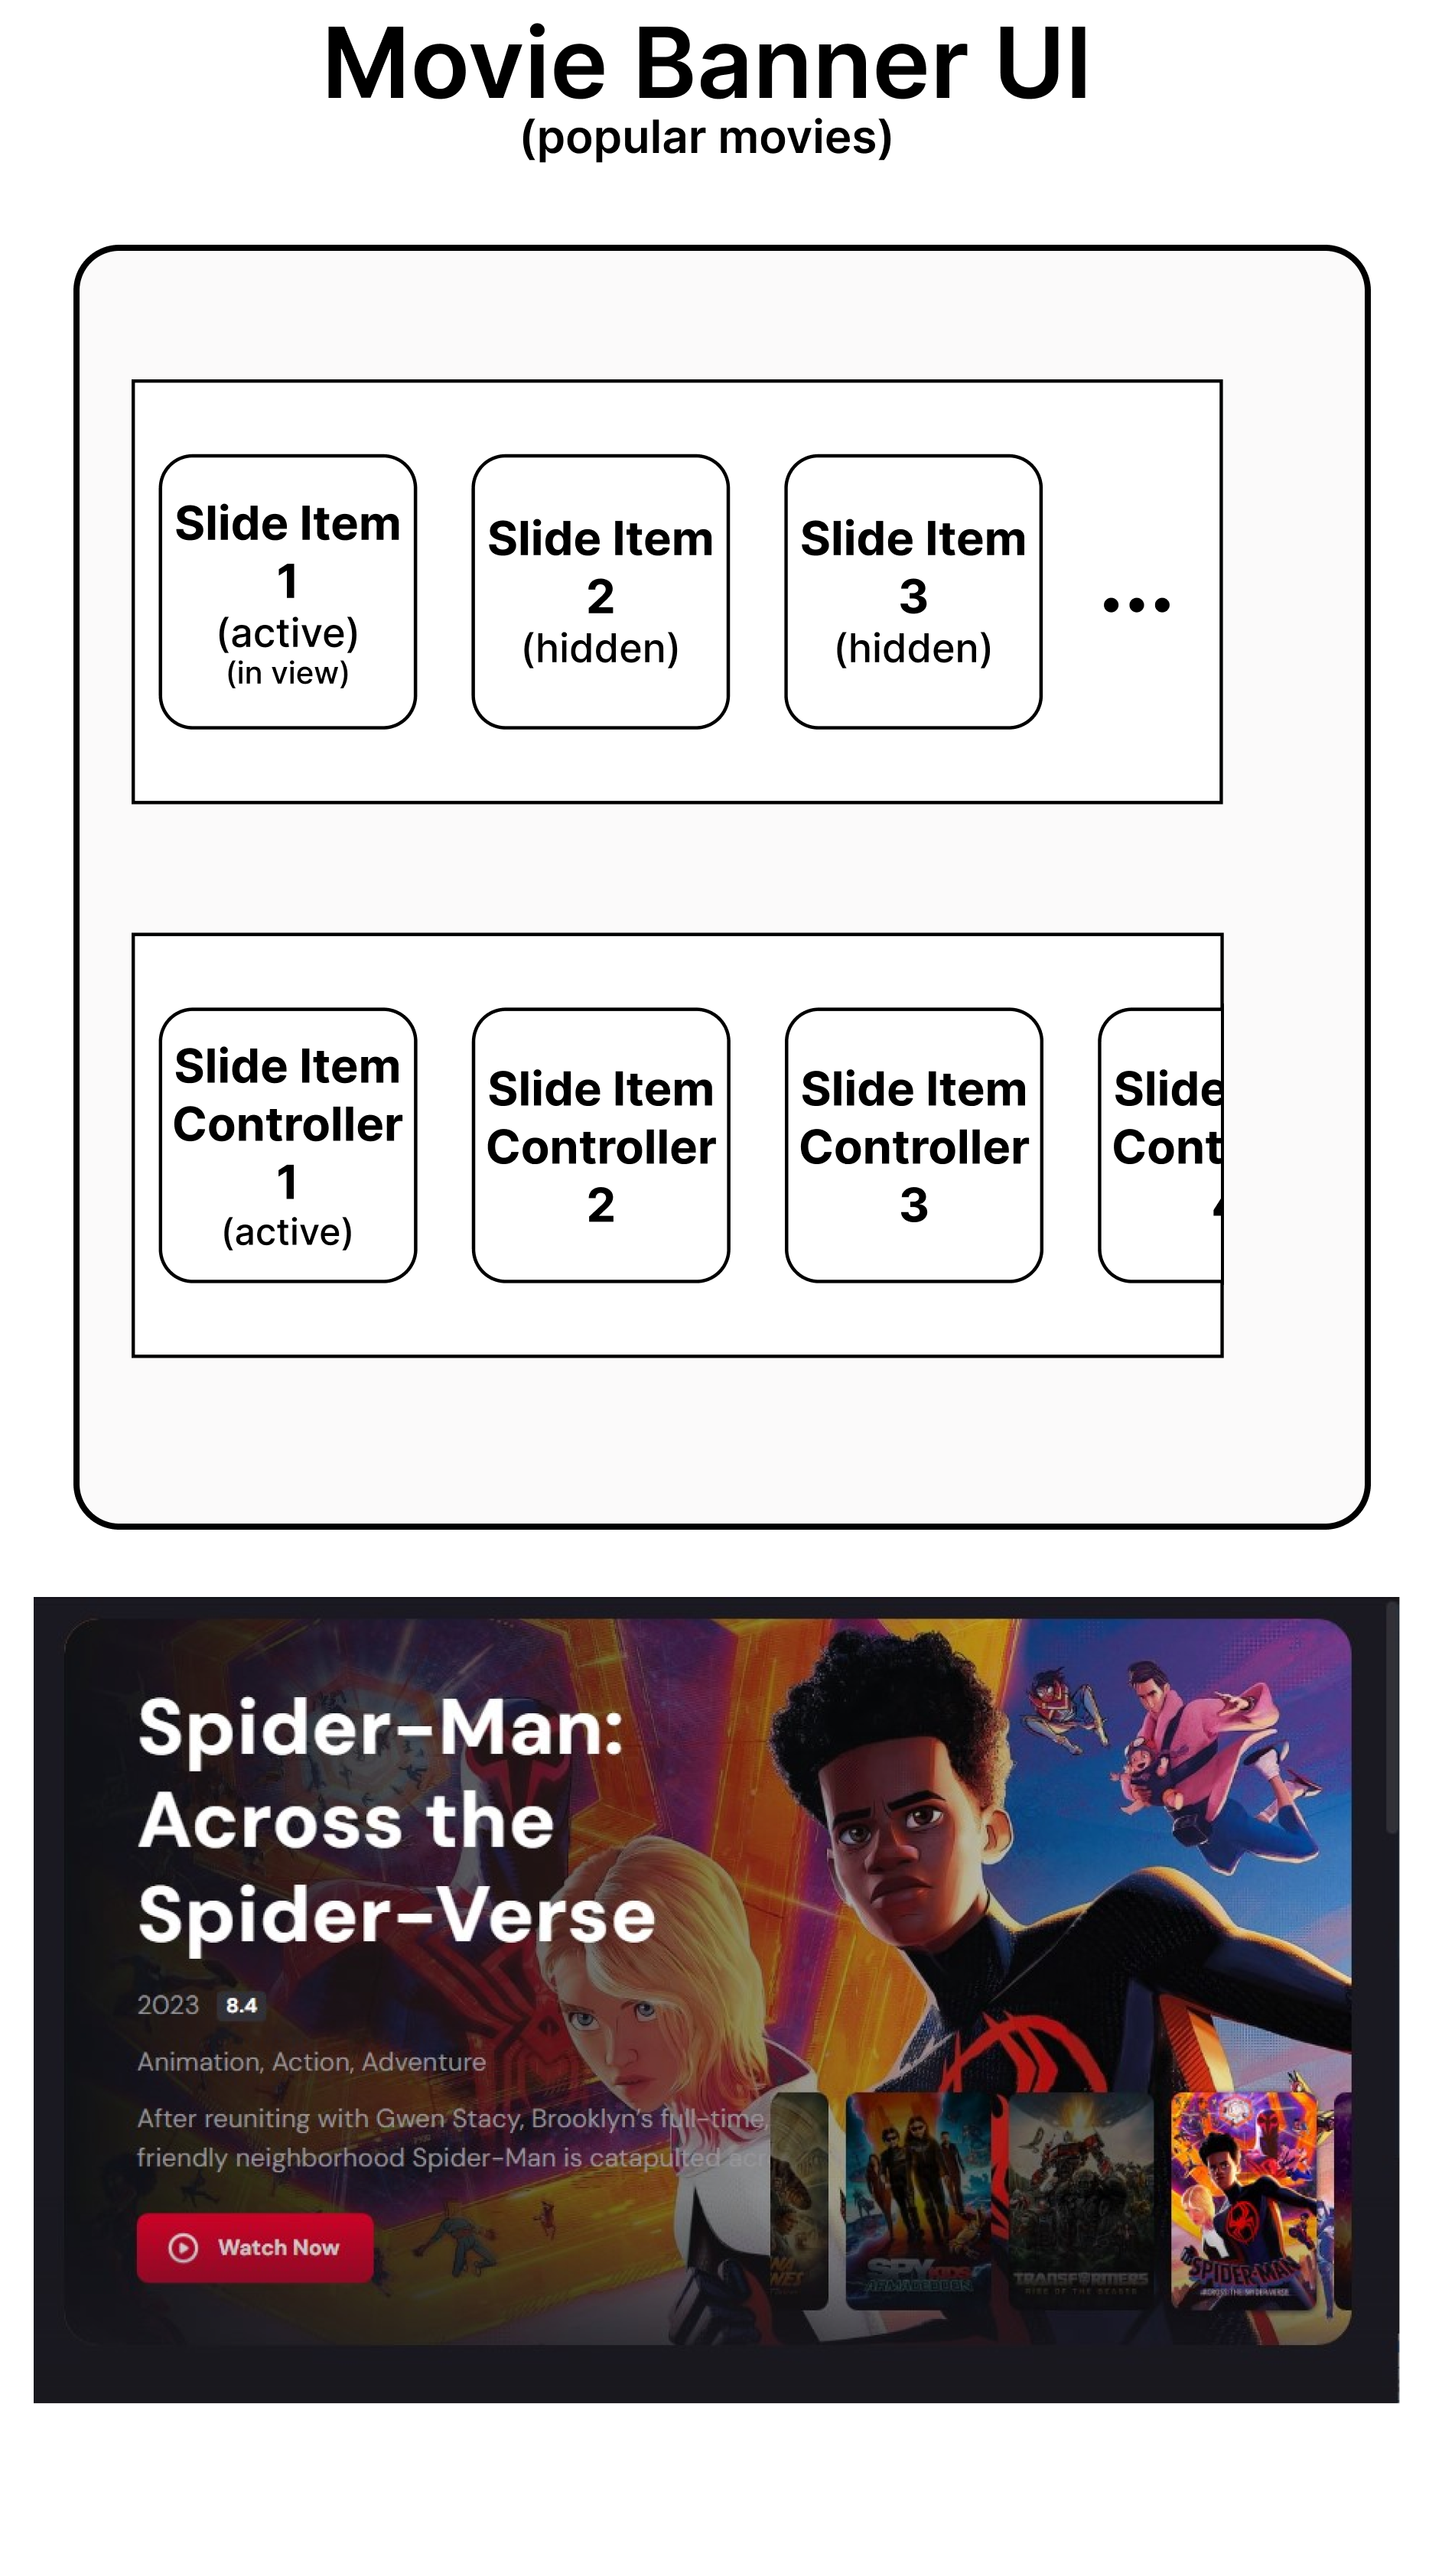 Movie Banner UI
(popular movies)
Slide Item
1
(active)
(in view)
Slide Item
2
(hidden)
Slide Item
3
(hidden)
...
Slide Item
Controller
1
(active)
Slide Item
Controller
2
Slide Item
Controller
3
Slide
Cont
Spider-Man:
Across the
Spider-Verse
2023 8.4
Animation, Action, Adventure
After reuniting with Gwen Stacy, Brooklyn's full-time,
friendly neighborhood Spider-Man is catapulted acr
Watch Now
SPY KIDS
ARMAGEDDON
TRANSFORMERS
RISE OF THE BEASTS
SPIDER-MAN
ACROSS THE SPIDER-VERSE